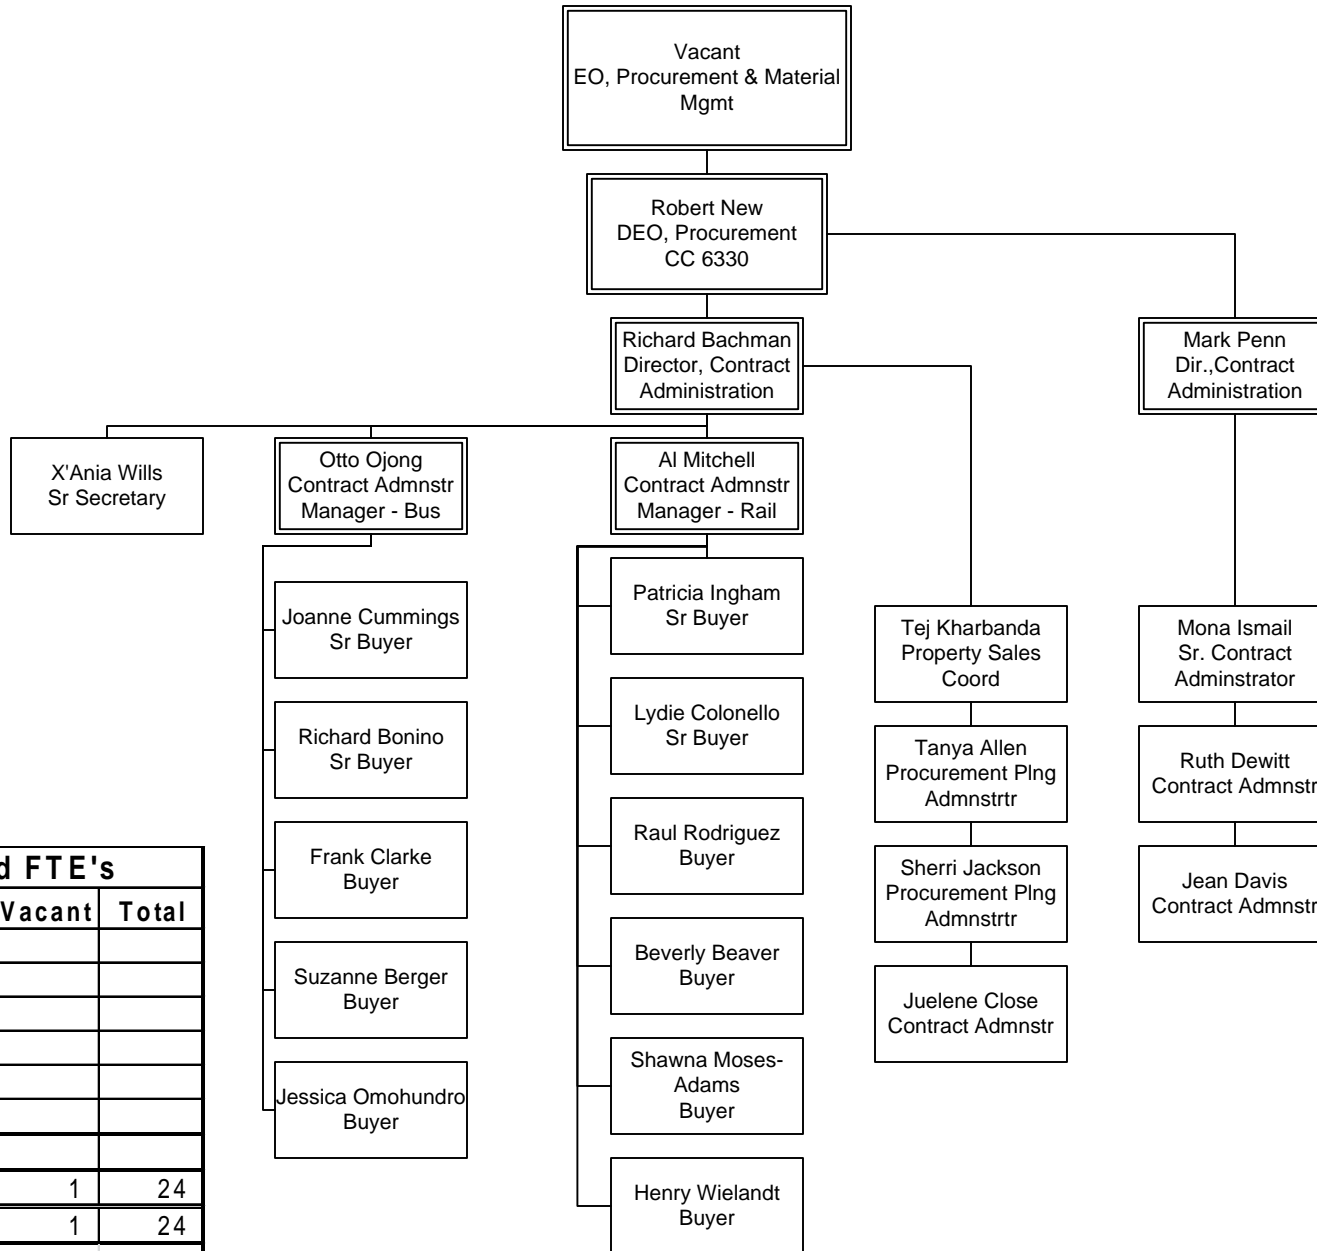 Vacant
EO, Procurement & Material
Mgmt
Robert New
DEO, Procurement
CC 6330
Richard Bachman
Director, Contract
Administration
Mark Penn
Dir.,Contract
Administration
X'Ania Wills
Sr Secretary
Otto Ojong
Contract Admnstr
Manager - Bus
Al Mitchell
Contract Admnstr
Manager - Rail
Joanne Cummings
Sr Buyer
Richard Bonino
Sr Buyer
Frank Clarke
Buyer
Suzanne Berger
Buyer
Jessica Omohundro
Buyer
Patricia Ingham
Sr Buyer
Lydie Colonello
Sr Buyer
Raul Rodriguez
Buyer
Beverly Beaver
Buyer
Shawna Moses-
Adams
Buyer
Henry Wielandt
Buyer
Tej Kharbanda
Property Sales
Coord
Tanya Allen
Procurement Plng
Admnstrtr
Sherri Jackson
Procurement Plng
Admnstrtr
Juelene Close
Contract Admnstr
Mona Ismail
Sr. Contract
Adminstrator
Ruth Dewitt
Contract Admnstr
Jean Davis
Contract Admnstr
d FTE's
Vacant Total
1 24
1 24